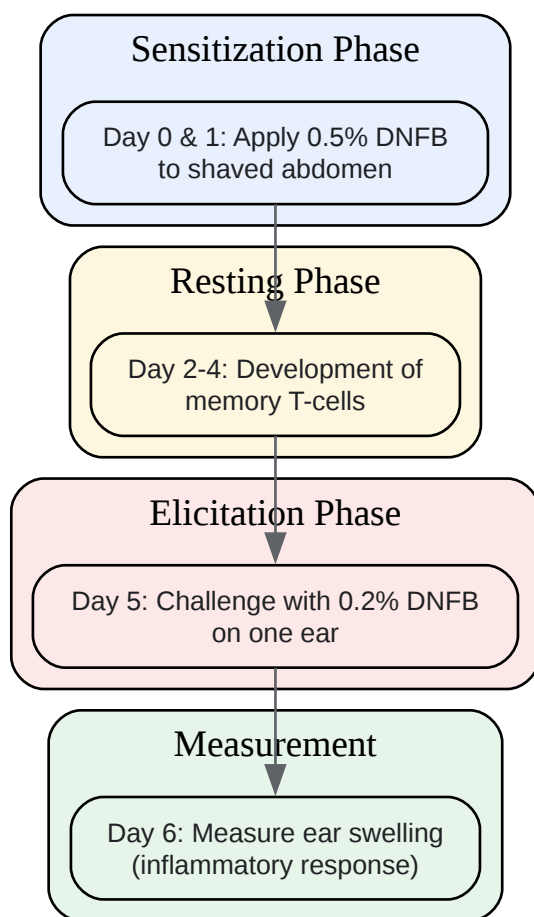 Sensitization Phase
Day 0 & 1: Apply 0.5% DNFB
to shaved abdomen
Resting Phase
Day 2-4: Development of
memory T-cells
Elicitation Phase
Day 5: Challenge with 0.2% DNFB
on one ear
Measurement
Day 6: Measure ear swelling
(inflammatory response)